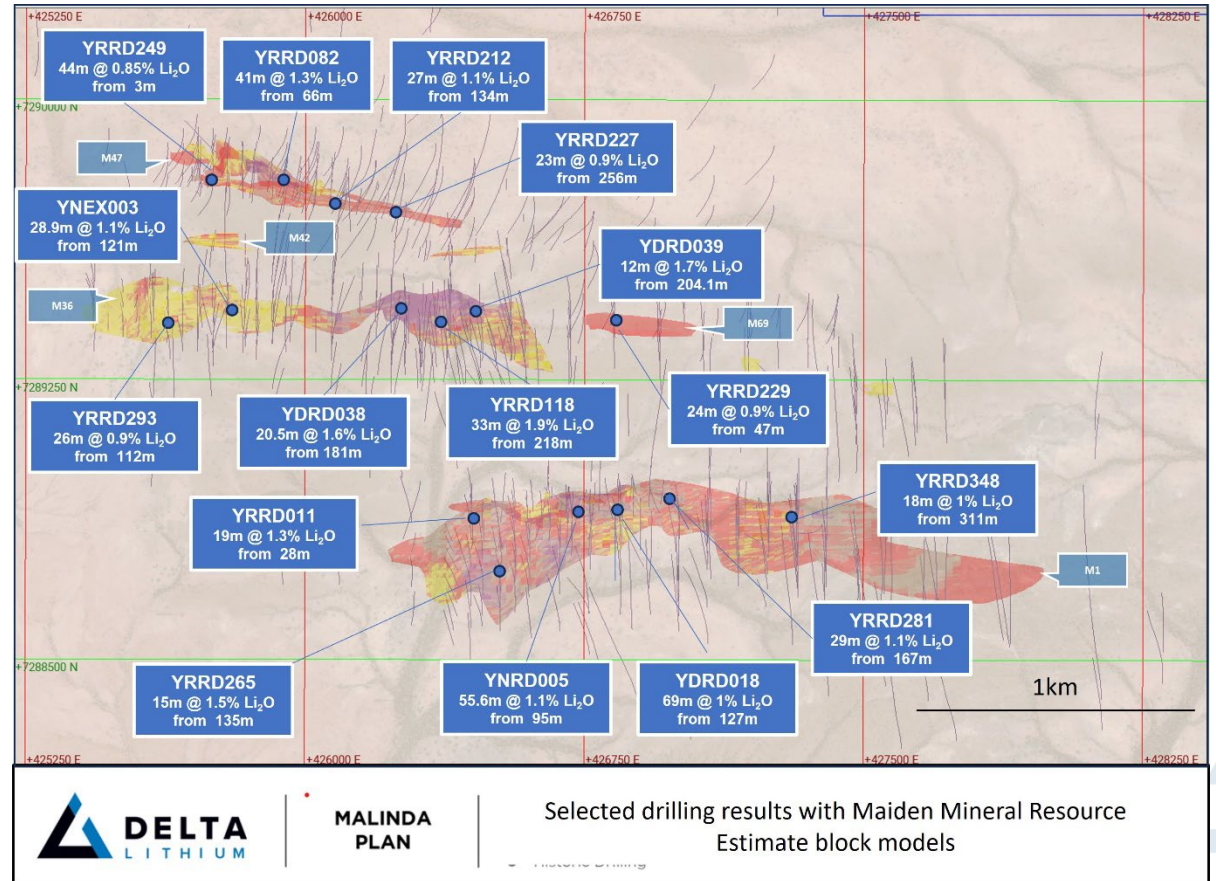 +425250 E
+426000 E
+426750 E
+427500 E
+428250 E
YRRD249
44m @ 0.85% Li₂O
from 3m
YRRD082
41m @ 1.3% Li₂O
from 66m
YRRD212
27m @ 1.1% Li₂O
from 134m
+7290000 N
YRRD227
23m @ 0.9% Li₂O
from 256m
M47
YNEX003
28.9m @ 1.1% Li₂O
from 121m
M42
YDRD039
12m @ 1.7% Li₂O
from 204.1m
M36
M69
+7289250 N
YRRD293
26m @ 0.9% Li₂O
from 112m
YDRD038
20.5m @ 1.6% Li₂O
from 181m
YRRD118
33m @ 1.9% Li₂O
from 218m
YRRD229
24m @ 0.9% Li₂O
from 47m
YRRD011
19m @ 1.3% Li₂O
from 28m
YRRD348
18m @ 1% Li₂O
from 311m
M1
YRRD281
29m @ 1.1% Li₂O
from 167m
+7288500 N
YRRD265
15m @ 1.5% Li₂O
from 135m
YNRD005
55.6m @ 1.1% Li₂O
from 95m
YDRD018
69m @ 1% Li₂O
from 127m
1km
+425250 E
+426000 E
+426750 E
+427500 E
+428250 E
DELTA
LITHIUM
MALINDA
PLAN
Selected drilling results with Maiden Mineral Resource
Estimate block models